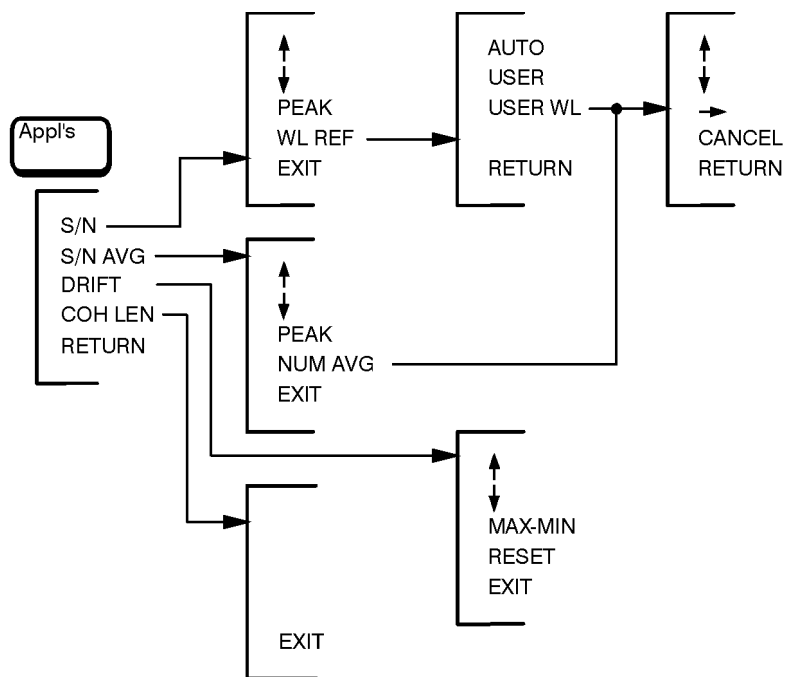 Appl's
S/N
S/N AVG
DRIFT
COH LEN
RETURN
PEAK
WL REF
EXIT
AUTO
USER
USER WL
RETURN
CANCEL
RETURN
PEAK
NUM AVG
EXIT
MAX-MIN
RESET
EXIT
EXIT